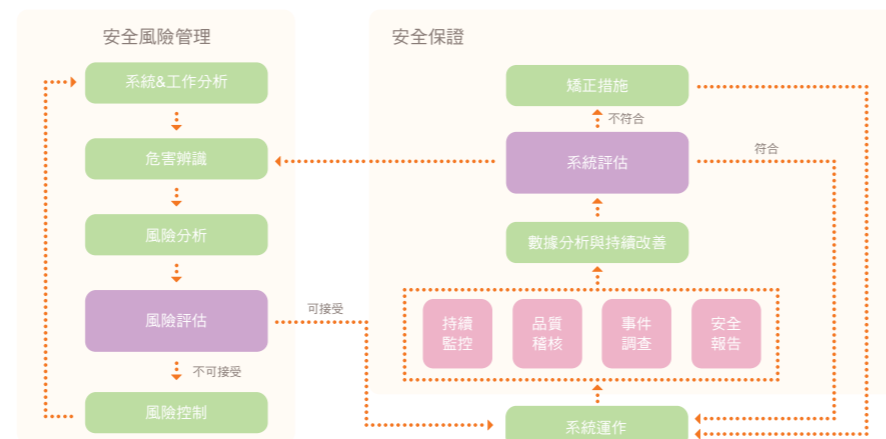 安全風險管理
系統&工作分析
危害辨識
風險分析
風險評估
可接受
不可接受
風險控制
安全保證
矯正措施
不符合
系統評估
符合
數據分析與持續改善
持續
監控
品質
稽核
事件
調查
安全
報告
系統運作